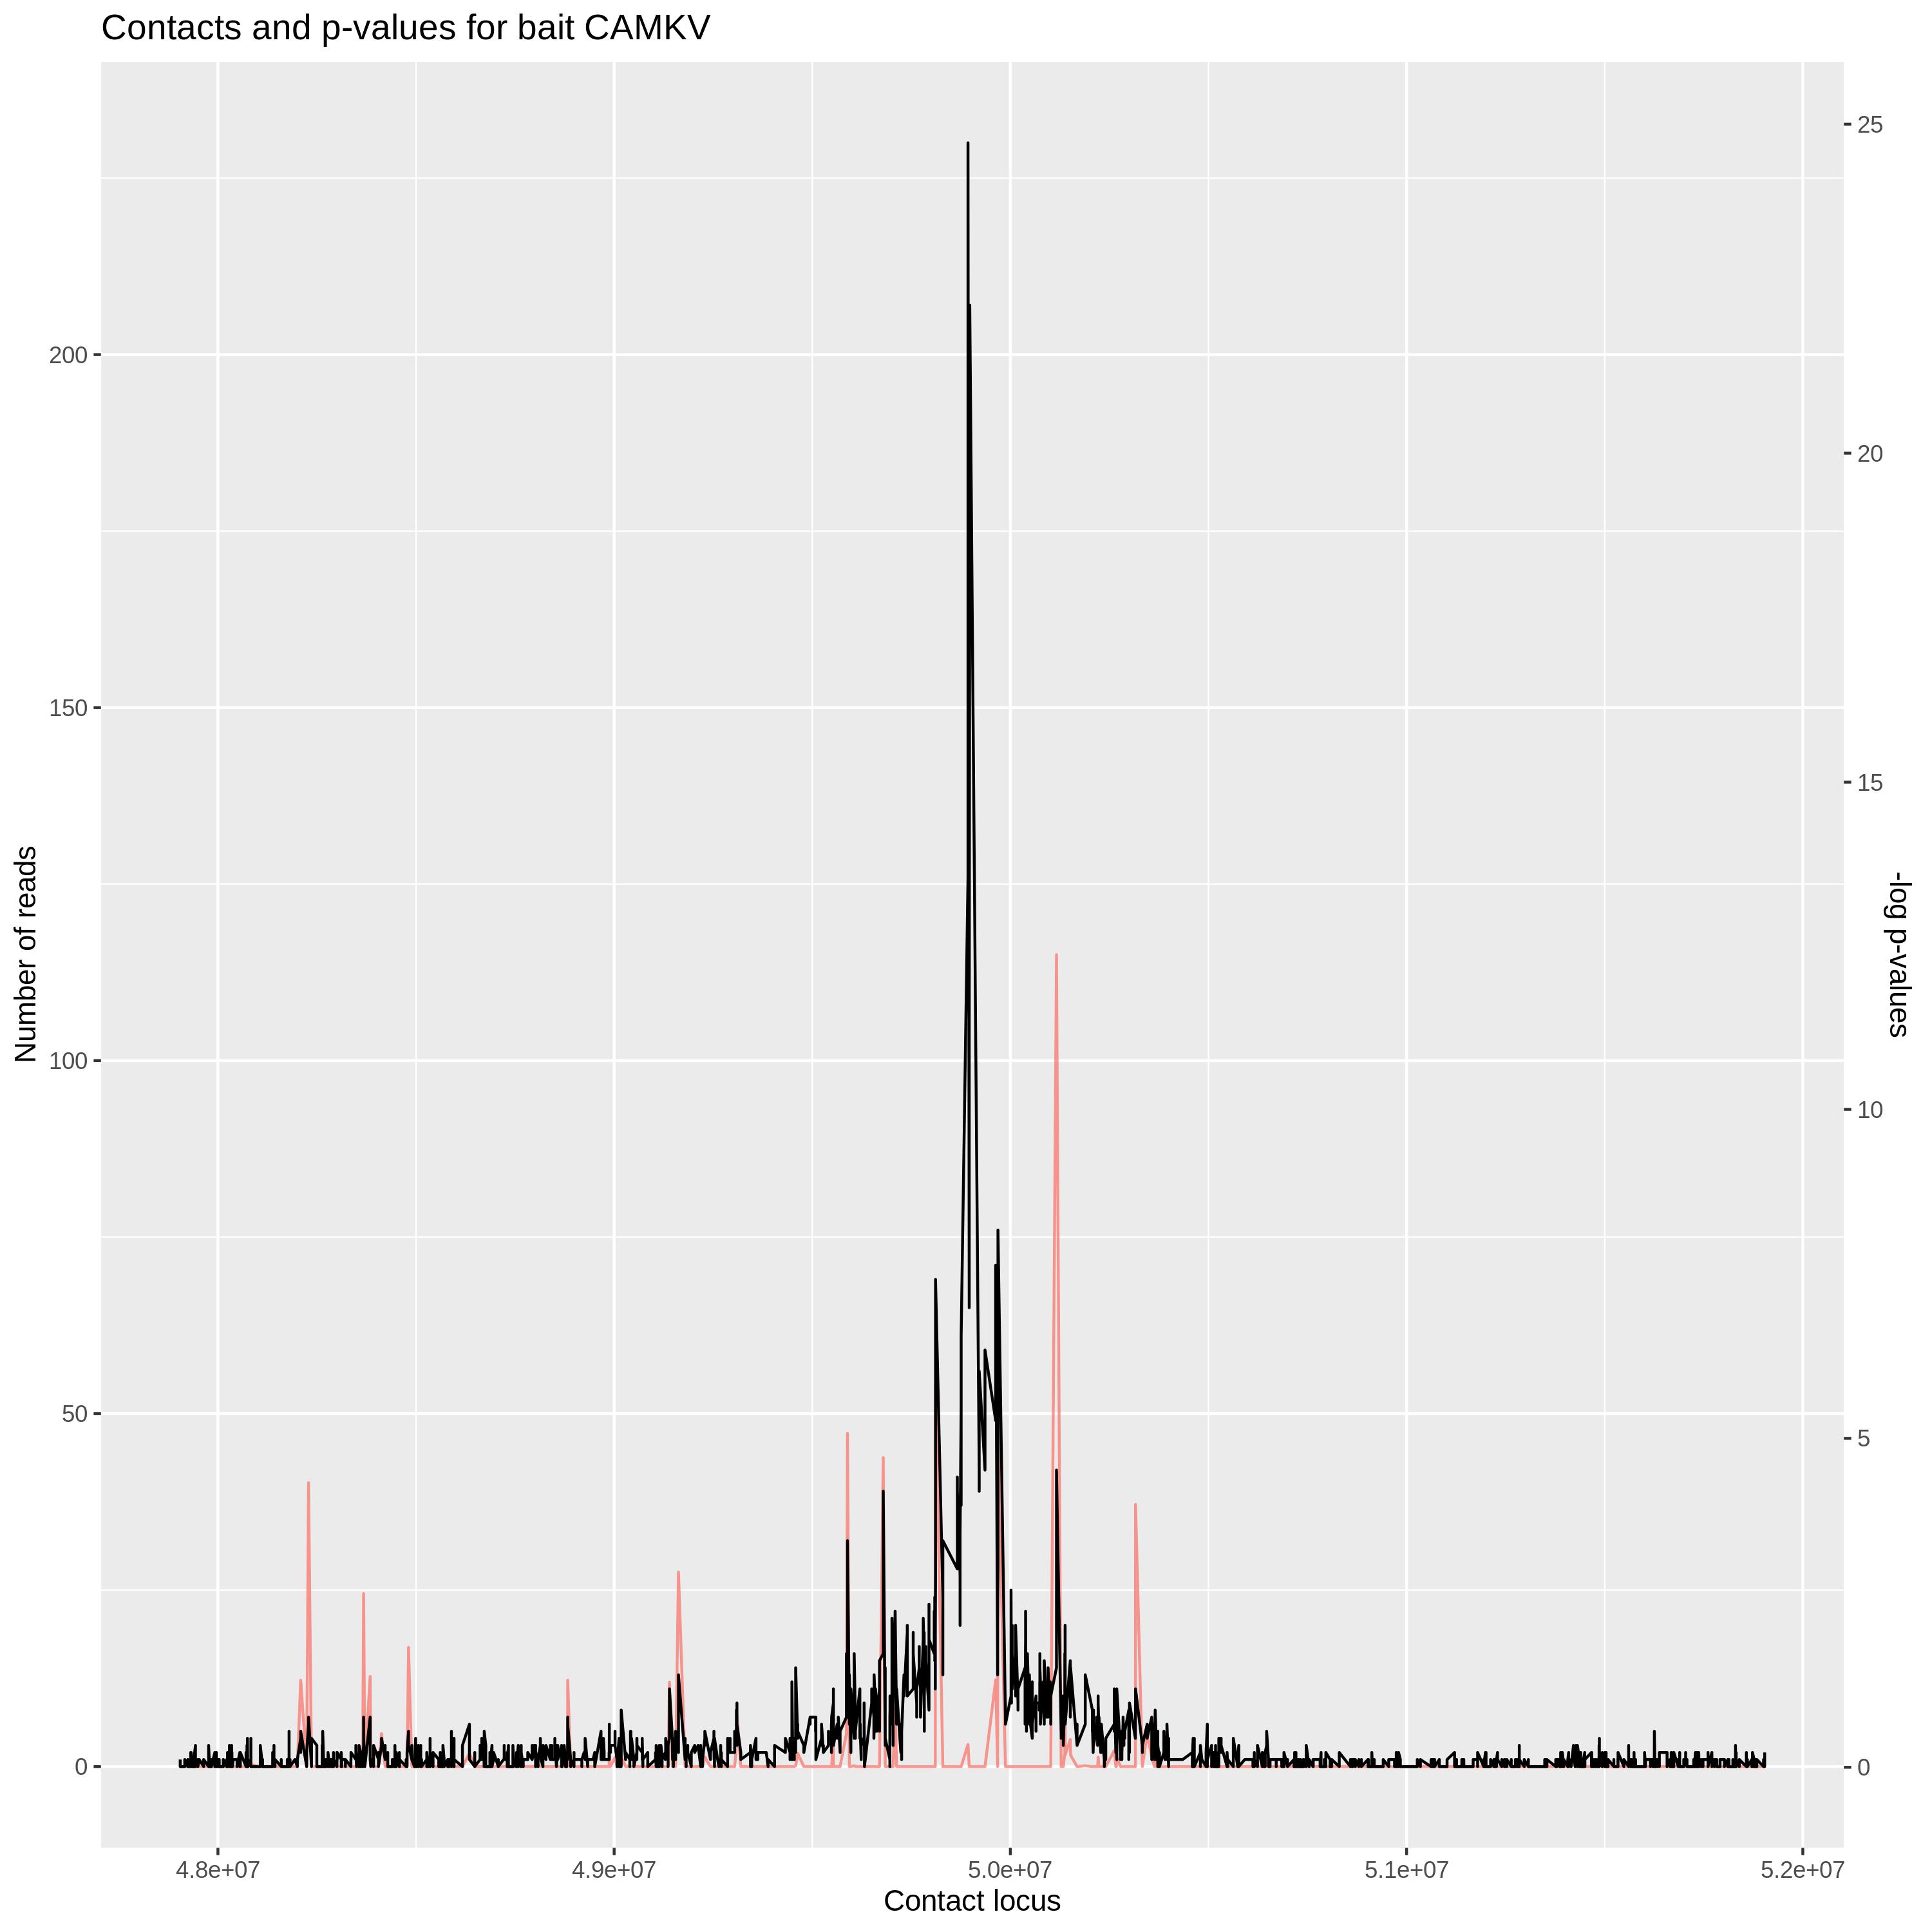 Contacts and p-values for bait CAMKV
Number of reads
200
150
100
50
0
25
20
15
10
5
0
-log p-values
4.8e+07
4.9e+07
5.0e+07
5.1e+07
5.2e+07
Contact locus